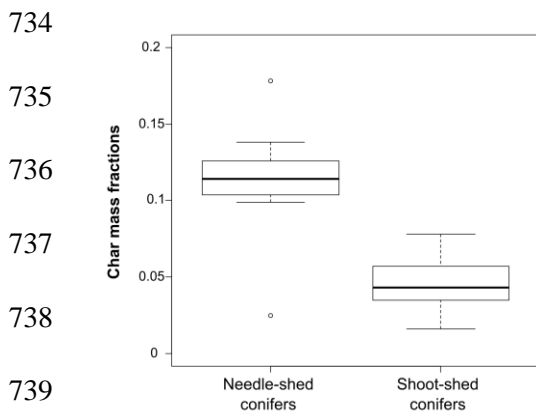 734
0.2
735
0.15
736
0.1
Char mass fractions
737
0.05
738
0
739
Needle-shed
conifers
Shoot-shed
conifers